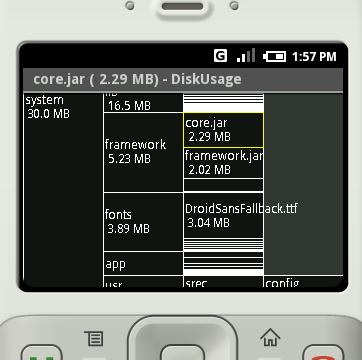 G 1:57 PM
core.jar ( 2.29 MB) - DiskUsage
system
30.0 MB
lib
16.5 MB
core.jar
2.29 MB
framework
5.23 MB
framework.jar
2.02 MB
fonts
3.89 MB
DroidSansFallback.ttf
3.04 MB
app
usr
srec
config